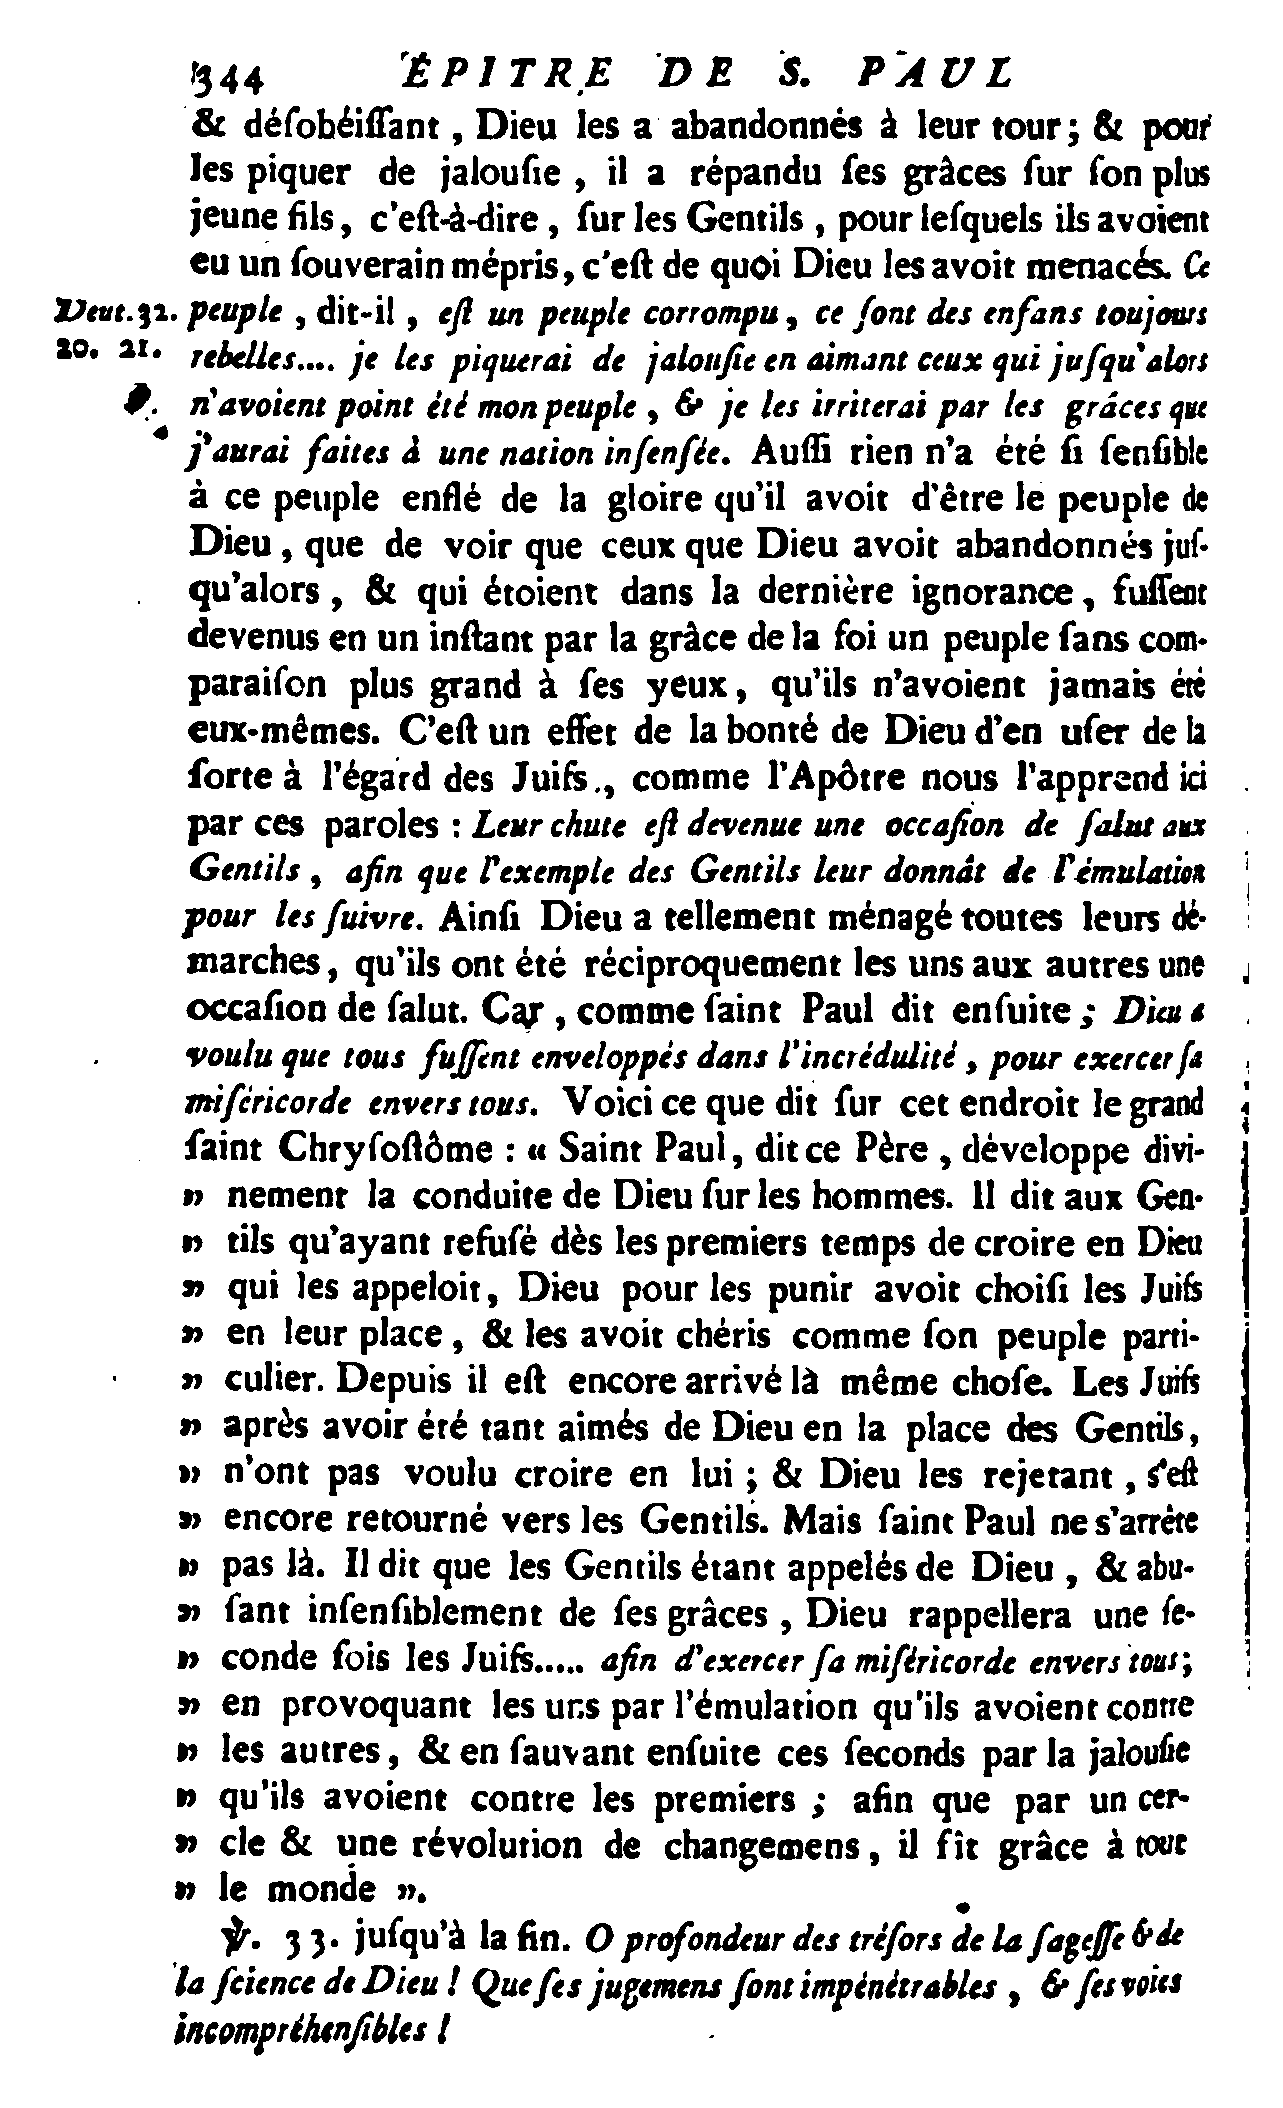 344 ÉPITRE DE S. PAUL
& déſobéiſſant, Dieu les a abandonnés à leur tour; & pour
les piquer de jalouſie, il a répandu ſes grâces ſur ſon plus
jeune fils, c'eſt-à-dire, ſur les Gentils, pour leſquels ils avoient
eu un ſouverain mépris, c'eſt de quoi Dieu les avoit menacés. Ce
Deut. 32. peuple, dit-il, eſt un peuple corrompu, ce ſont des enfans toujours
20. 21. rebelles.... je les piquerai de jalouſie en aimant ceux qui juſqu'alors
n'avoient point été mon peuple, & je les irriterai par les grâces que
j'aurai faites à une nation inſenſée. Auſſi rien n'a été ſi ſenſible
à ce peuple enflé de la gloire qu'il avoit d'être le peuple de
Dieu, que de voir que ceux que Dieu avoit abandonnés juſ-
qu'alors, & qui étoient dans la dernière ignorance, fuſſent
devenus en un inſtant par la grâce de la foi un peuple ſans com-
paraiſon plus grand à ſes yeux, qu'ils n'avoient jamais été
eux-mêmes. C'eſt un effet de la bonté de Dieu d'en uſer de la
ſorte à l'égard des Juifs, comme l'Apôtre nous l'apprend ici
par ces paroles : Leur chute eſt devenue une occaſion de ſalut aux
Gentils, afin que l'exemple des Gentils leur donnât de l'émulation
pour les ſuivre. Ainſi Dieu a tellement ménagé toutes leurs dé-
marches, qu'ils ont été réciproquement les uns aux autres une
occaſion de ſalut. Car, comme ſaint Paul dit enſuite; Dieu a
voulu que tous fuſſent enveloppés dans l'incrédulité, pour exercer ſa
miſéricorde envers tous. Voici ce que dit ſur cet endroit le grand
ſaint Chryſoſtôme : « Saint Paul, dit ce Père, développe divi-
» nement la conduite de Dieu ſur les hommes. Il dit aux Gen-
» tils qu'ayant refuſé dès les premiers temps de croire en Dieu
» qui les appeloit, Dieu pour les punir avoit choiſi les Juifs
» en leur place, & les avoit chéris comme ſon peuple parti-
» culier. Depuis il eſt encore arrivé là même choſe. Les Juifs
» après avoir été tant aimés de Dieu en la place des Gentils,
» n'ont pas voulu croire en lui; & Dieu les rejetant, s'eſt
» encore retourné vers les Gentils. Mais ſaint Paul ne s'arrête
» pas là. Il dit que les Gentils étant appelés de Dieu, & abu-
» ſant inſenſiblement de ſes grâces, Dieu rappellera une ſe-
» conde fois les Juifs..... afin d'exercer ſa miſéricorde envers tous;
» en provoquant les uns par l'émulation qu'ils avoient contre
» les autres, & en ſauvant enſuite ces ſeconds par la jalouſie
» qu'ils avoient contre les premiers; afin que par un cer-
» cle & une révolution de changemens, il fît grâce à tout
» le monde ».
℣. 33. juſqu'à la fin. O profondeur des tréſors de la ſageſſe & de
la ſcience de Dieu ! Que ſes jugemens ſont impénétrables, & ſes voies
incompréhenſibles !